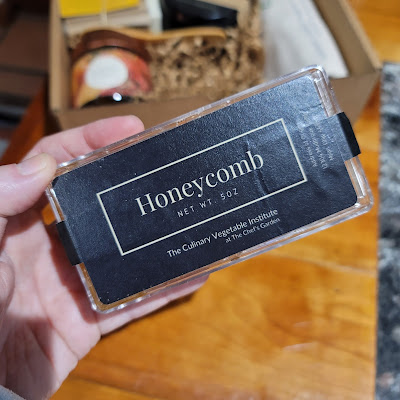 Honeycomb
NET WT. 5OZ
The Culinary Vegetable Institute
at The Chef's Garden